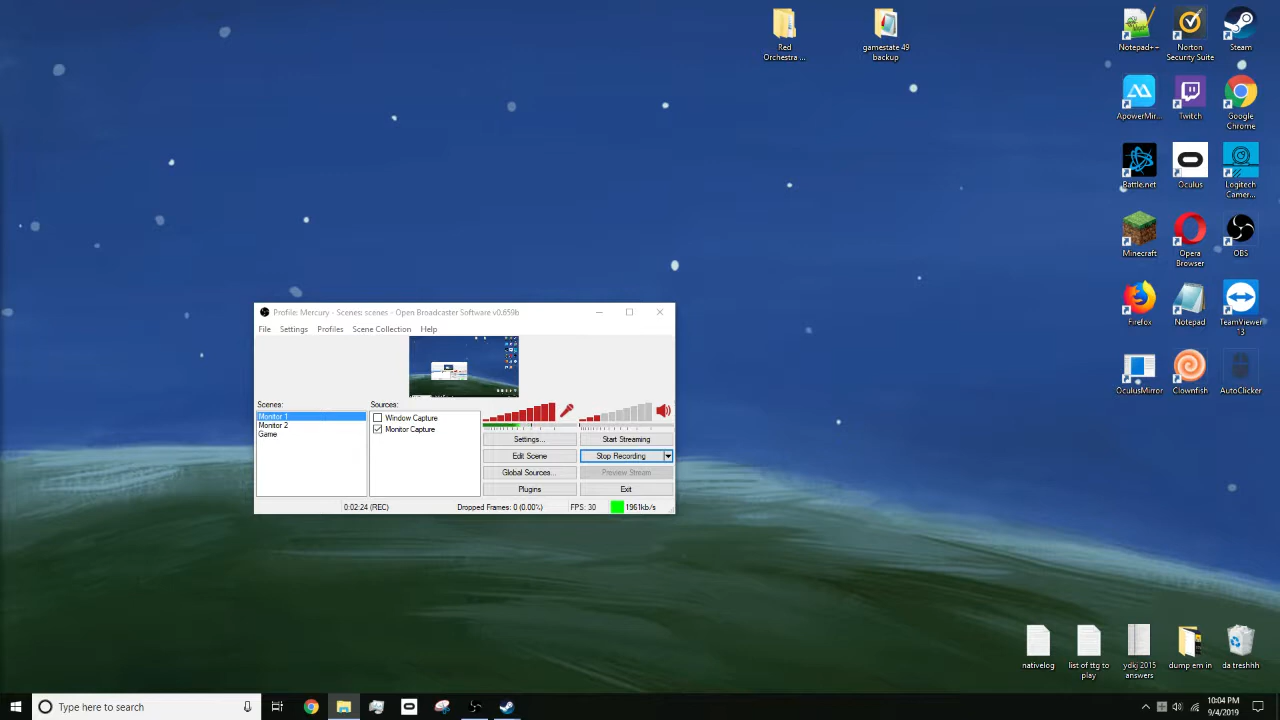 Red
Orchestra ...
gamestate 49
backup
Notepad++
Norton
Security Suite
Steam
ApowerMir...
Twitch
Google
Chrome
Battle.net
Oculus
Logitech
Camer...
Minecraft
Opera
Browser
OBS
Firefox
Notepad
TeamViewer
13
OculusMirror
Clownfish
AutoClicker
Profile: Mercury - Scenes: scenes - Open Broadcaster Software v0.659b
File Settings Profiles Scene Collection Help
Scenes:
Monitor 1
Monitor 2
Game
Sources:
Window Capture
Monitor Capture
Settings...
Start Streaming
Edit Scene
Stop Recording
Global Sources...
Preview Stream
Plugins
Exit
0:02:24 (REC)
Dropped Frames: 0 (0.00%)
FPS: 30
1961kb/s
nativelog
list of ttg to
play
ydkj 2015
answers
dump em in
da treshhh
Type here to search
10:04 PM
9/4/2019